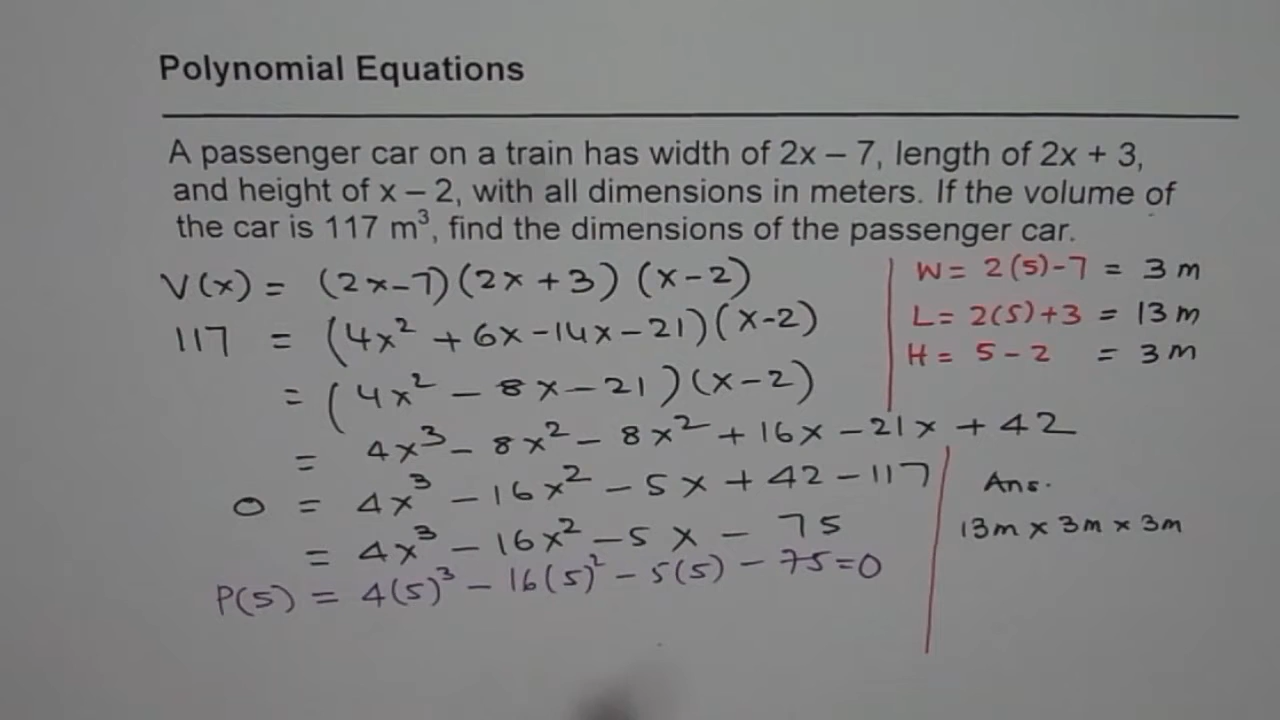 Polynomial Equations
A passenger car on a train has width of 2x – 7, length of 2x + 3,
and height of x – 2, with all dimensions in meters. If the volume of
the car is 117 m³, find the dimensions of the passenger car.
V(x) = (2x-7)(2x+3)(x-2)
117 = (4x² + 6x - 14x - 21)(x-2)
= (4x² - 8x - 21)(x-2)
= 4x³ - 8x² - 8x² + 16x - 21x + 42
0 = 4x³ - 16x² - 5x + 42 - 117
= 4x³ - 16x² - 5x - 75
P(5) = 4(5)³ - 16(5)² - 5(5) - 75 = 0
W = 2(5)-7 = 3m
L = 2(5)+3 = 13m
H = 5-2 = 3m
Ans.
13m x 3m x 3m